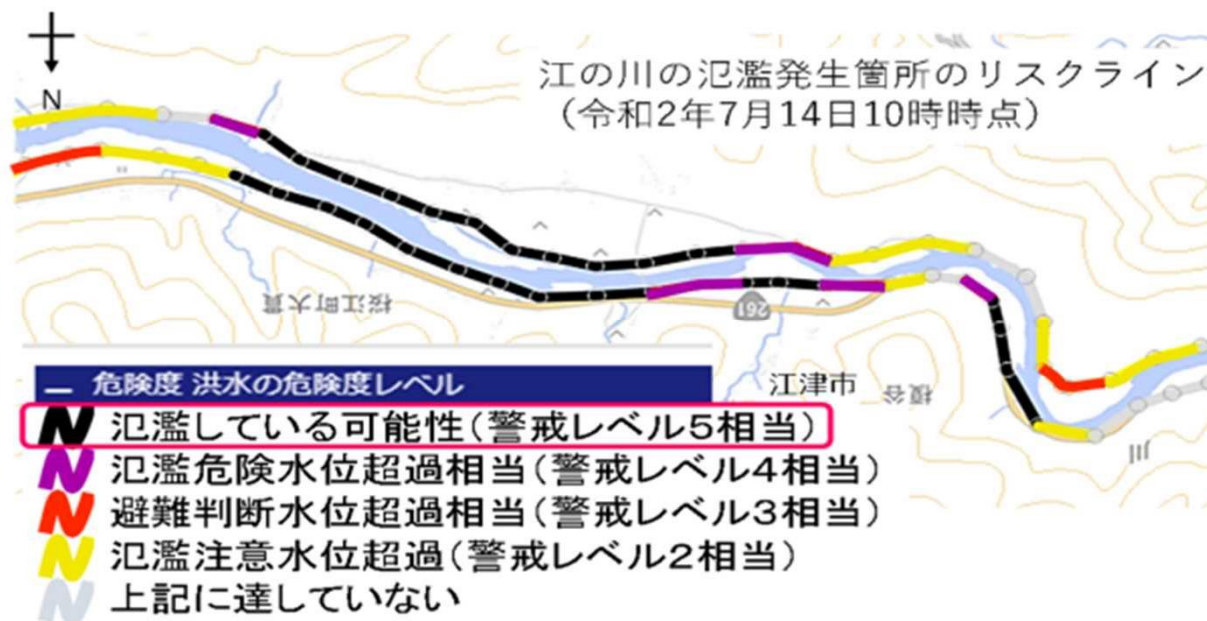 N
江の川の氾濫発生箇所のリスクライン
(令和2年7月14日10時時点)
桜江町大貫
261
江津市
榎谷
川
危険度 洪水の危険度レベル
氾濫している可能性(警戒レベル5相当)
氾濫危険水位超過相当(警戒レベル4相当)
避難判断水位超過相当(警戒レベル3相当)
氾濫注意水位超過(警戒レベル2相当)
上記に達していない